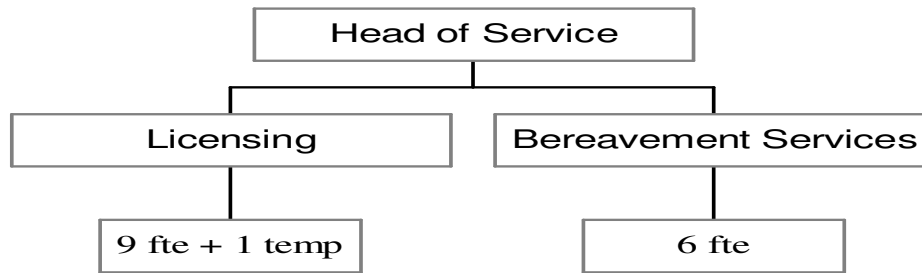 Head of Service
Licensing
Bereavement Services
9 fte + 1 temp
6 fte